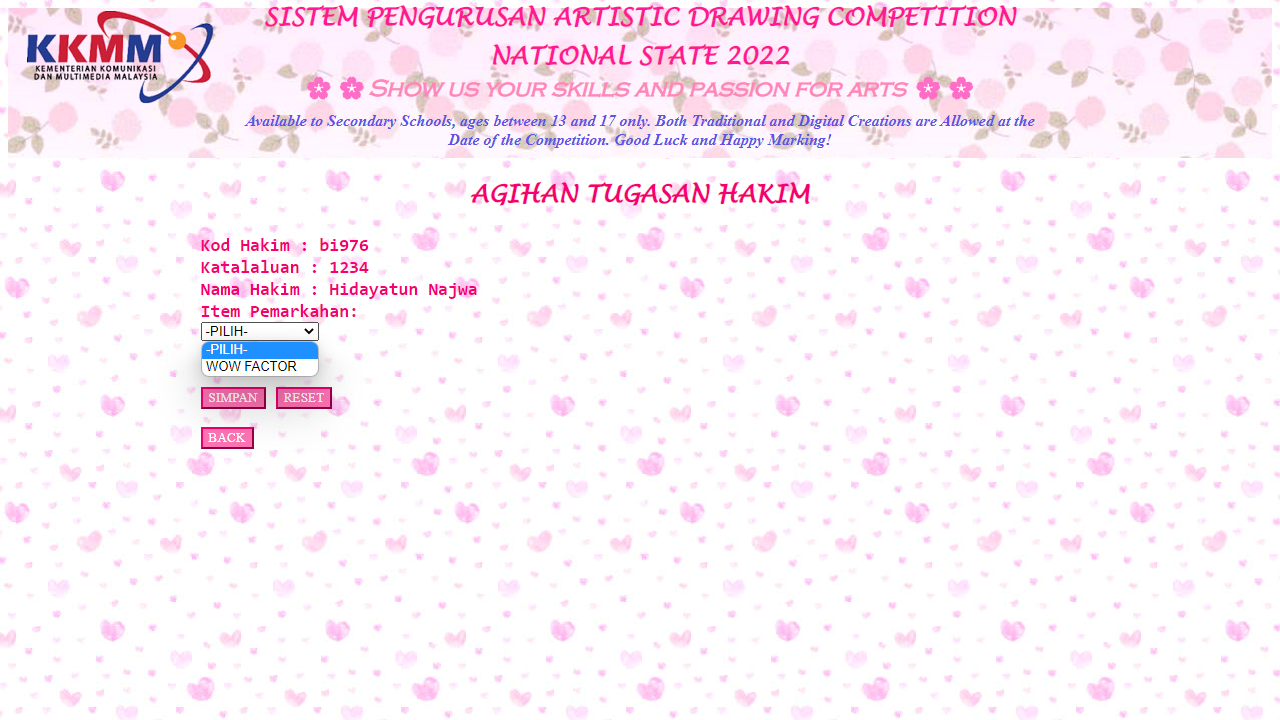 KKMM
KEMENTERIAN KOMUNIKASI
DAN MULTIMEDIA MALAYSIA
SISTEM PENGURUSAN ARTISTIC DRAWING COMPETITION
NATIONAL STATE 2022
Show us your skills and passion for arts
Available to Secondary Schools, ages between 13 and 17 only. Both Traditional and Digital Creations are Allowed at the
Date of the Competition. Good Luck and Happy Marking!
AGIHAN TUGASAN HAKIM
Kod Hakim : bi976
Katalaluan : 1234
Nama Hakim : Hidayatun Najwa
Item Pemarkahan:
-PILIH-
-PILIH-
WOW FACTOR
SIMPAN RESET
BACK